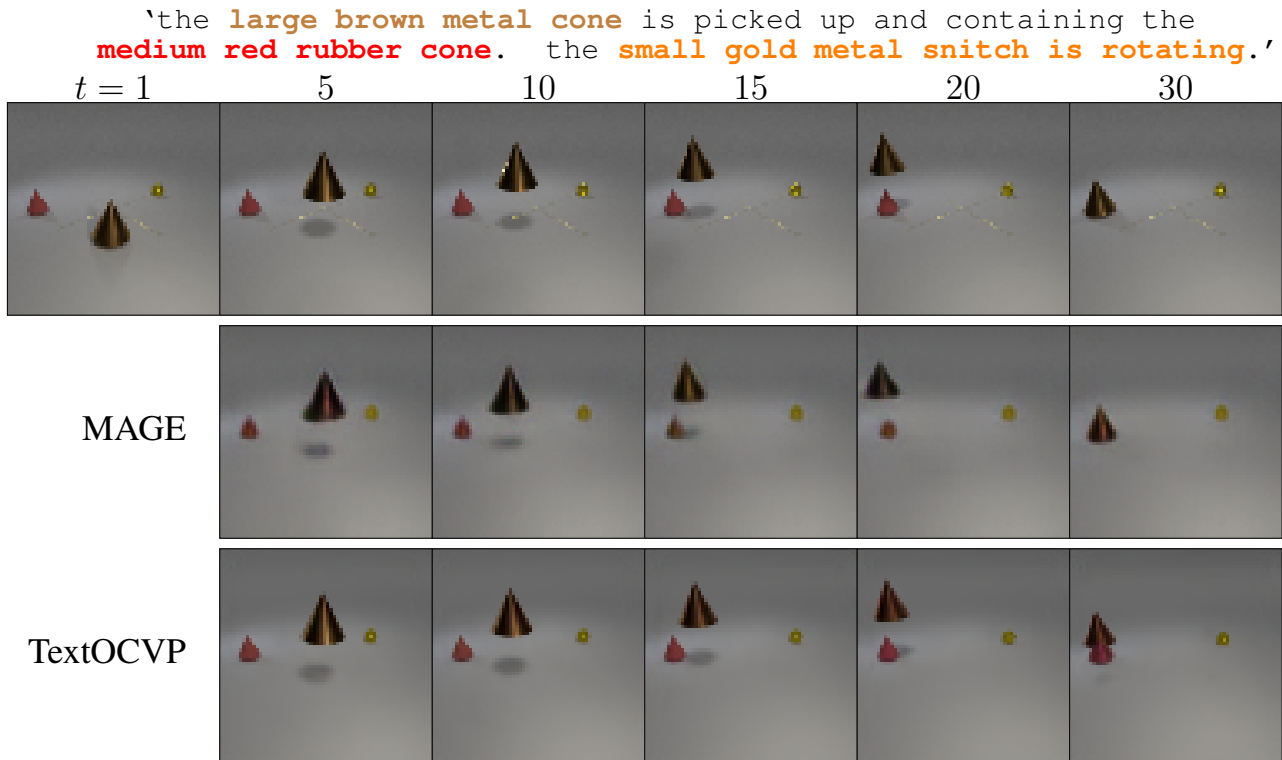 ‘the large brown metal cone is picked up and containing the
medium red rubber cone. the small gold metal snitch is rotating.’
t = 1 5 10 15 20 30
MAGE
TextOCVP